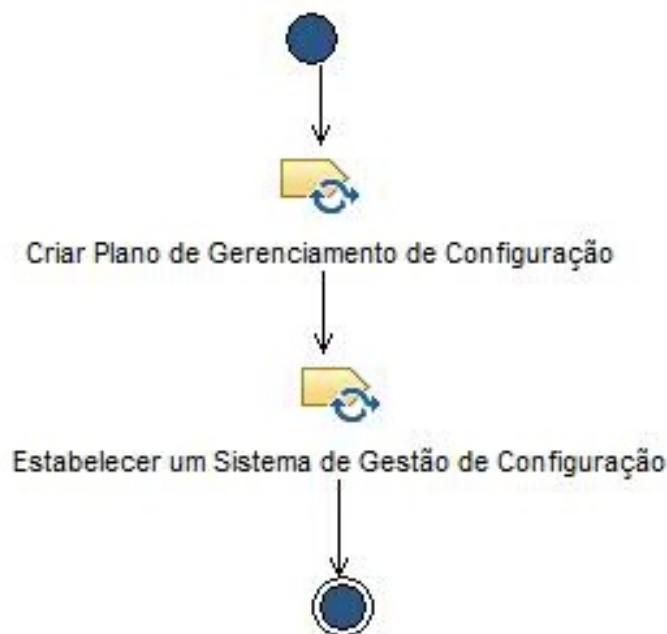 Criar Plano de Gerenciamento de Configuração
Estabelecer um Sistema de Gestão de Configuração